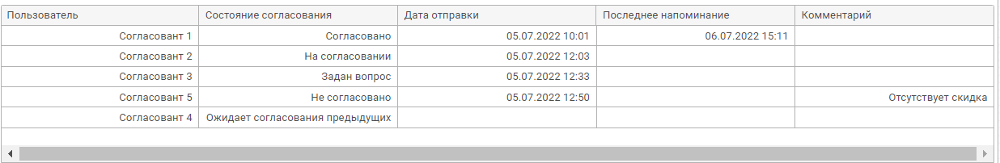 Пользователь Состояние согласования Дата отправки Последнее напоминание Комментарий
Согласовант 1 Согласовано 05.07.2022 10:01 06.07.2022 15:11
Согласовант 2 На согласовании 05.07.2022 12:03
Согласовант 3 Задан вопрос 05.07.2022 12:33
Согласовант 5 Не согласовано 05.07.2022 12:50 Отсутствует скидка
Согласовант 4 Ожидает согласования предыдущих